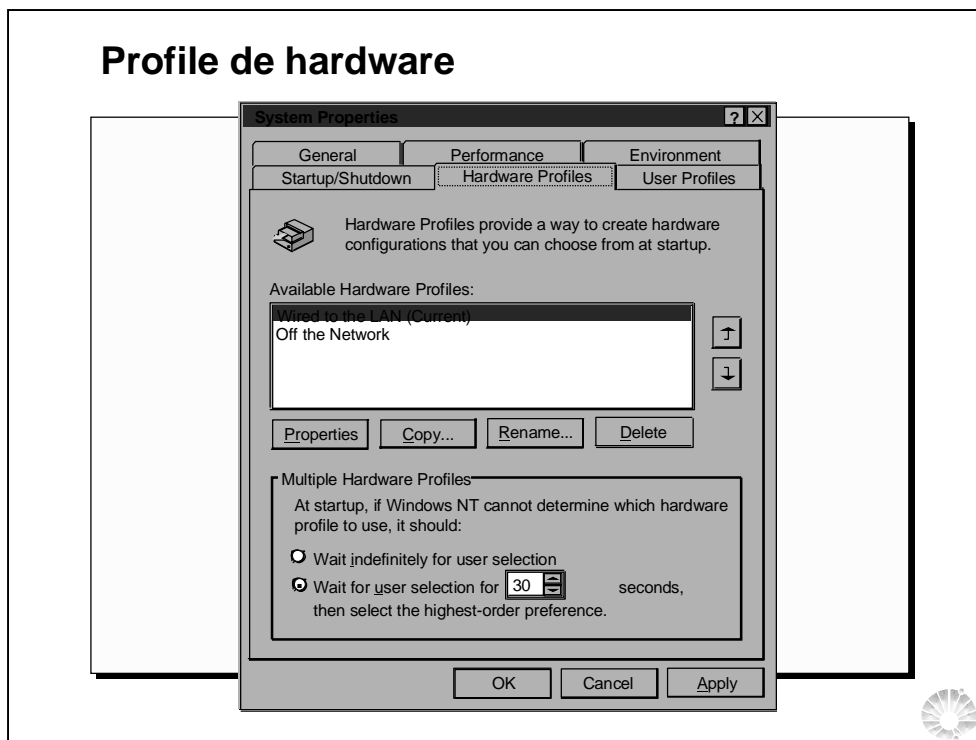 Profile de hardware
System Properties
?
General Performance Environment
Startup/Shutdown Hardware Profiles User Profiles
Hardware Profiles provide a way to create hardware
configurations that you can choose from at startup.
Available Hardware Profiles:
Wired to the LAN (Current)
Off the Network
Properties Copy... Rename... Delete
Multiple Hardware Profiles
At startup, if Windows NT cannot determine which hardware
profile to use, it should:
Wait indefinitely for user selection
Wait for user selection for 30 seconds,
then select the highest-order preference.
OK Cancel Apply